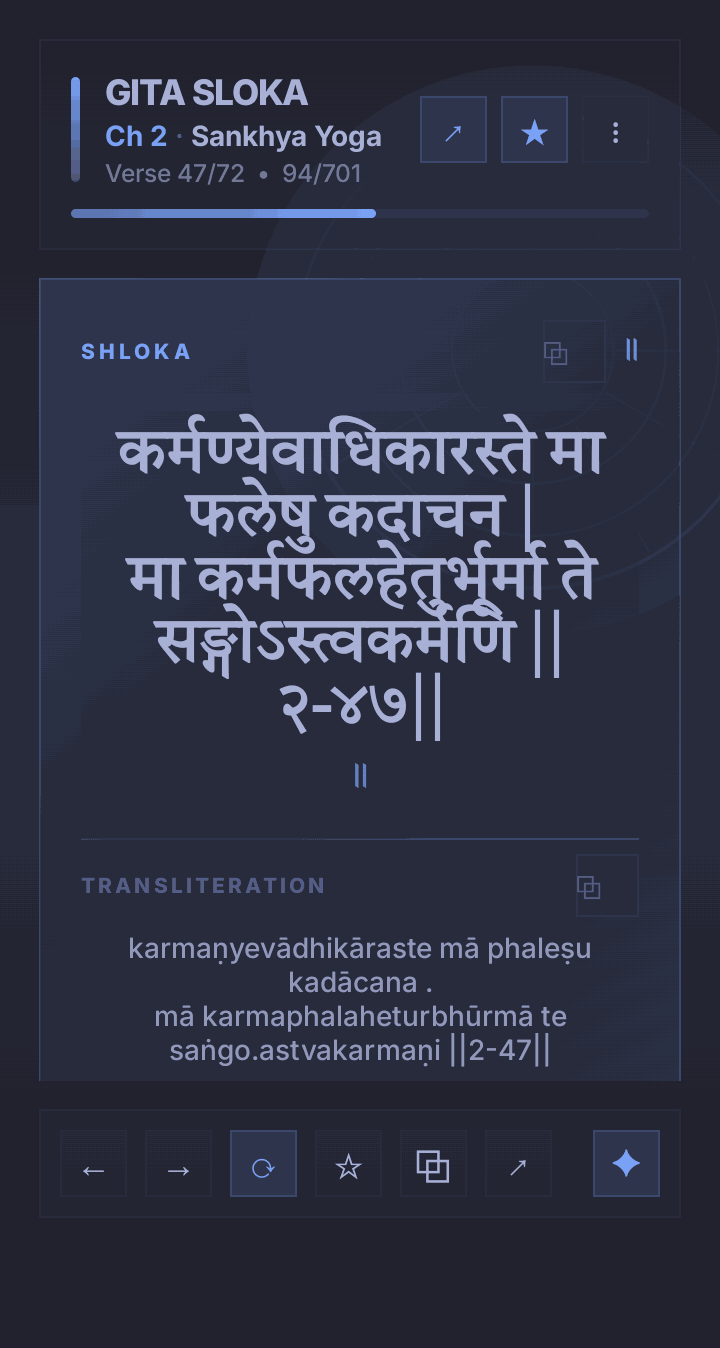 GITA SLOKA
Ch 2 · Sankhya Yoga
Verse 47/72 • 94/701
SHLOKA
॥
कर्मण्येवाधिकारस्ते मा
फलेषु कदाचन |
मा कर्मफलहेतुर्भूर्मा ते
सङ्गोऽस्त्वकर्मणि ||
२-४७||
॥
TRANSLITERATION
karmaṇyevādhikāraste mā phaleṣu
kadācana .
mā karmaphalaheturbhūrmā te
saṅgo.astvakarmaṇi ||2-47||